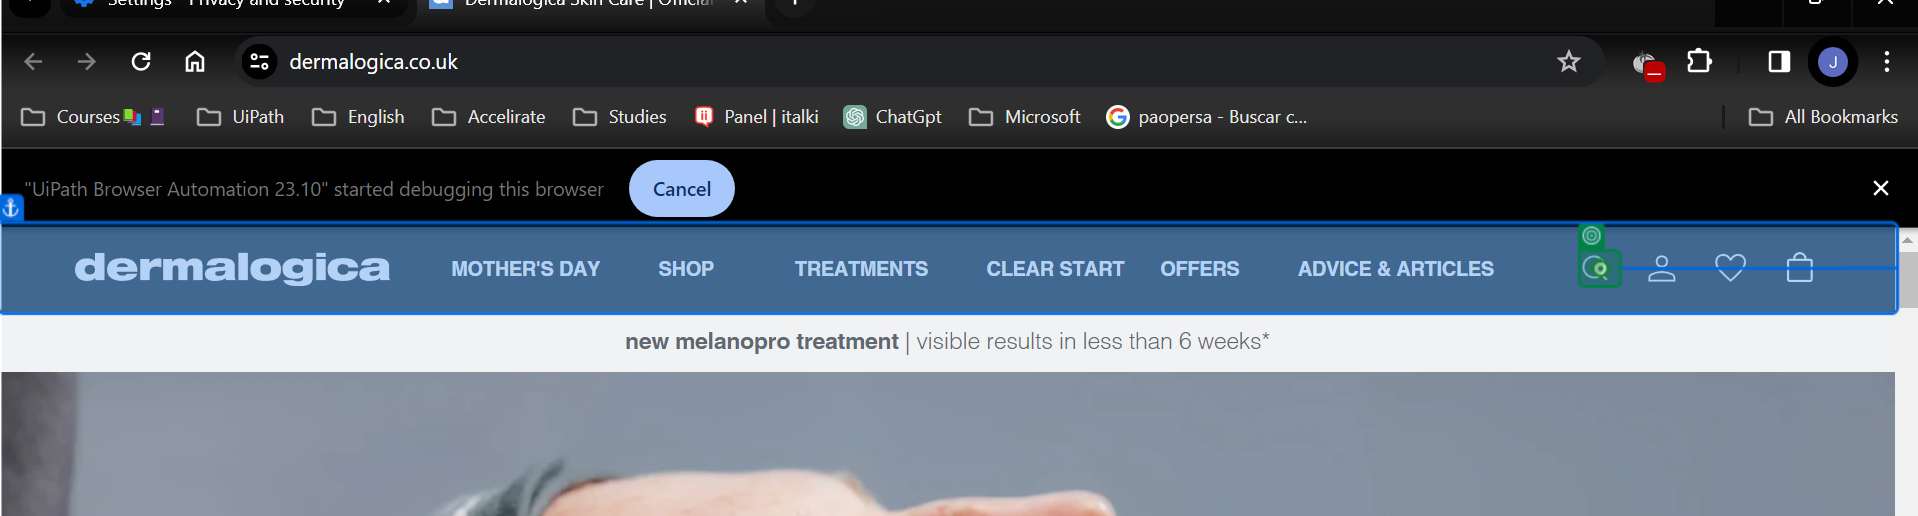 Settings - Privacy and security
Dermalogica Skin Care | Official
dermalogica.co.uk
J
Courses UiPath English Accelirate Studies Panel | italki ChatGpt Microsoft paopersa - Buscar c... All Bookmarks
"UiPath Browser Automation 23.10" started debugging this browser Cancel
dermalogica MOTHER'S DAY SHOP TREATMENTS CLEAR START OFFERS ADVICE & ARTICLES
new melanopro treatment | visible results in less than 6 weeks*